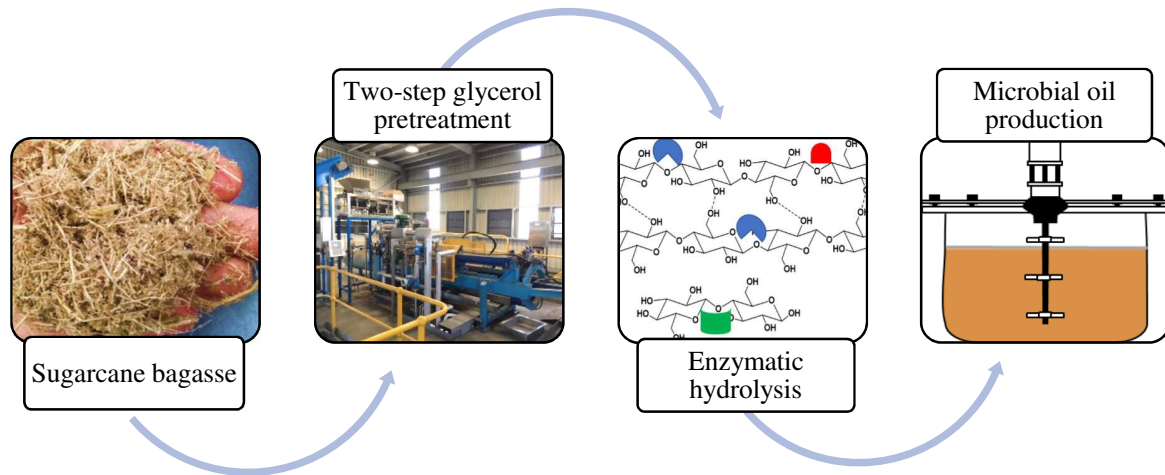 Sugarcane bagasse
Two-step glycerol
pretreatment
Enzymatic
hydrolysis
Microbial oil
production